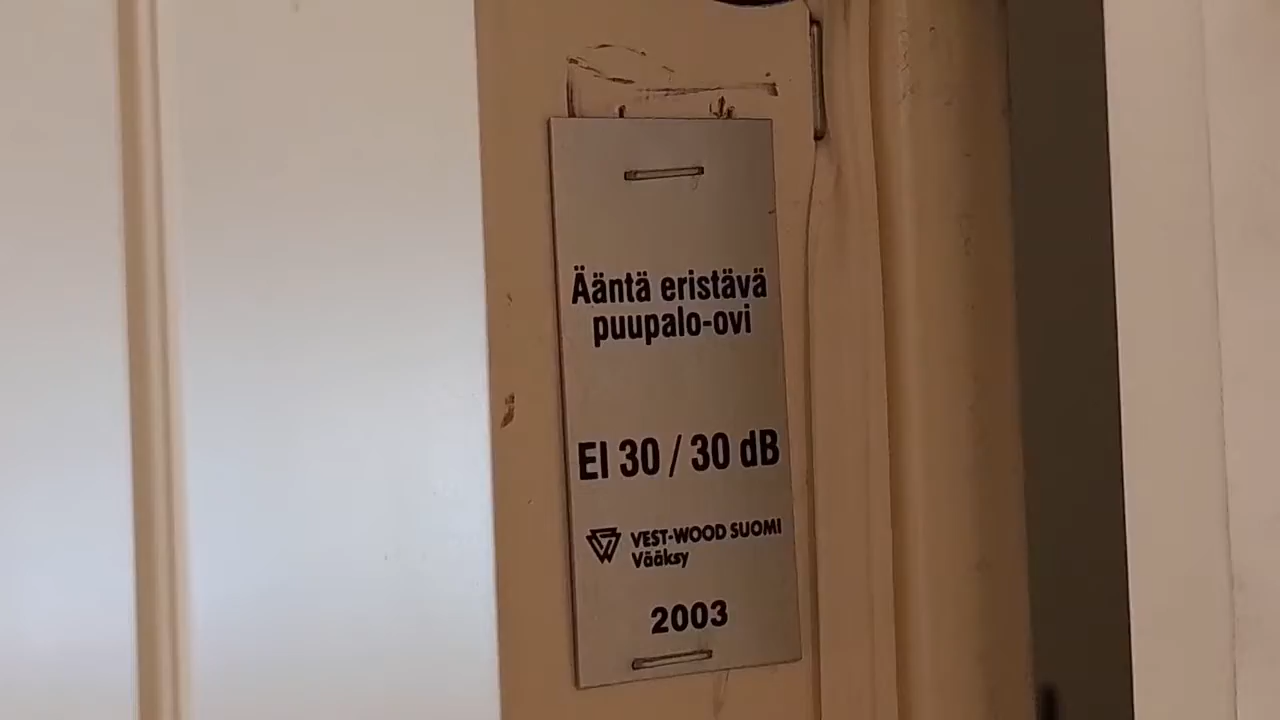 Ääntä eristävä
puupalo-ovi
EI 30 / 30 dB
VEST-WOOD SUOMI
Vääksy
2003